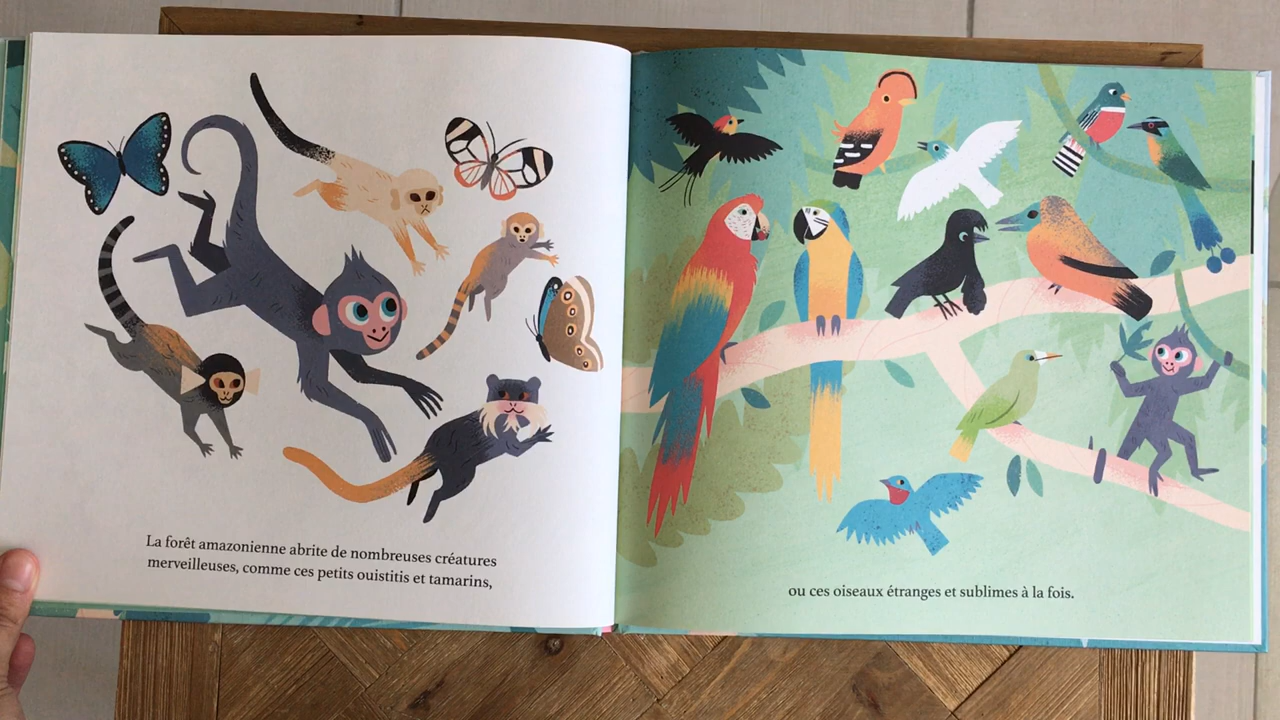 La forêt amazonienne abrite de nombreuses créatures
merveilleuses, comme ces petits ouistitis et tamarins,
ou ces oiseaux étranges et sublimes à la fois.